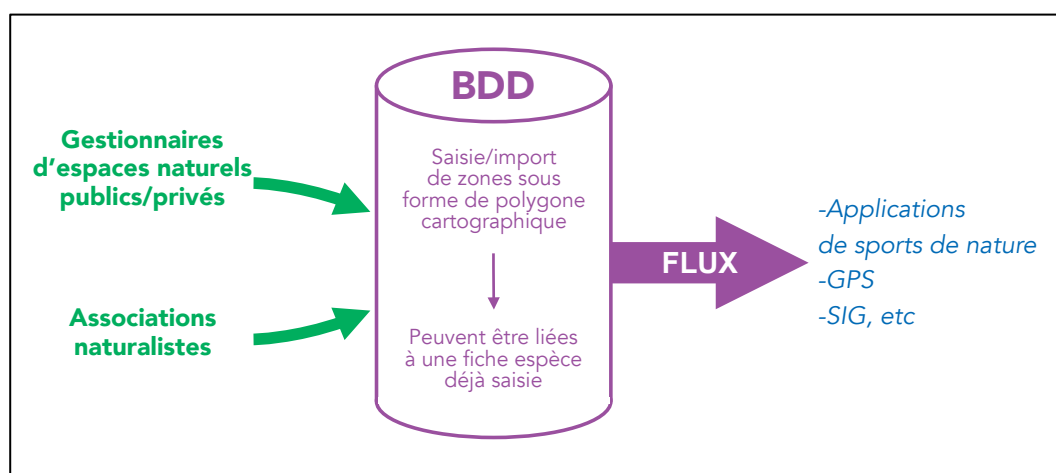 Gestionnaires
d'espaces naturels
publics/privés
Associations
naturalistes
BDD
Saisie/import
de zones sous
forme de polygone
cartographique
Peuvent être liées
à une fiche espèce
déjà saisie
FLUX
-Applications
de sports de nature
-GPS
-SIG, etc